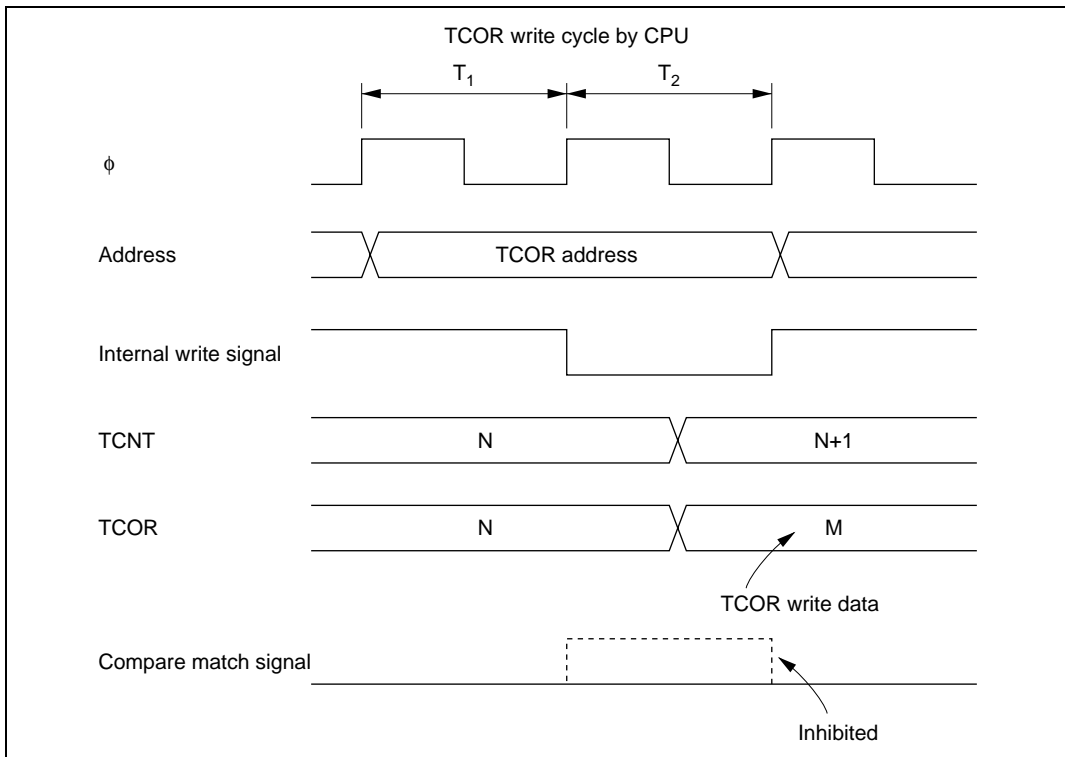 TCOR write cycle by CPU
T1 T2
ϕ
Address TCOR address
Internal write signal
TCNT N N+1
TCOR N M
TCOR write data
Compare match signal
Inhibited